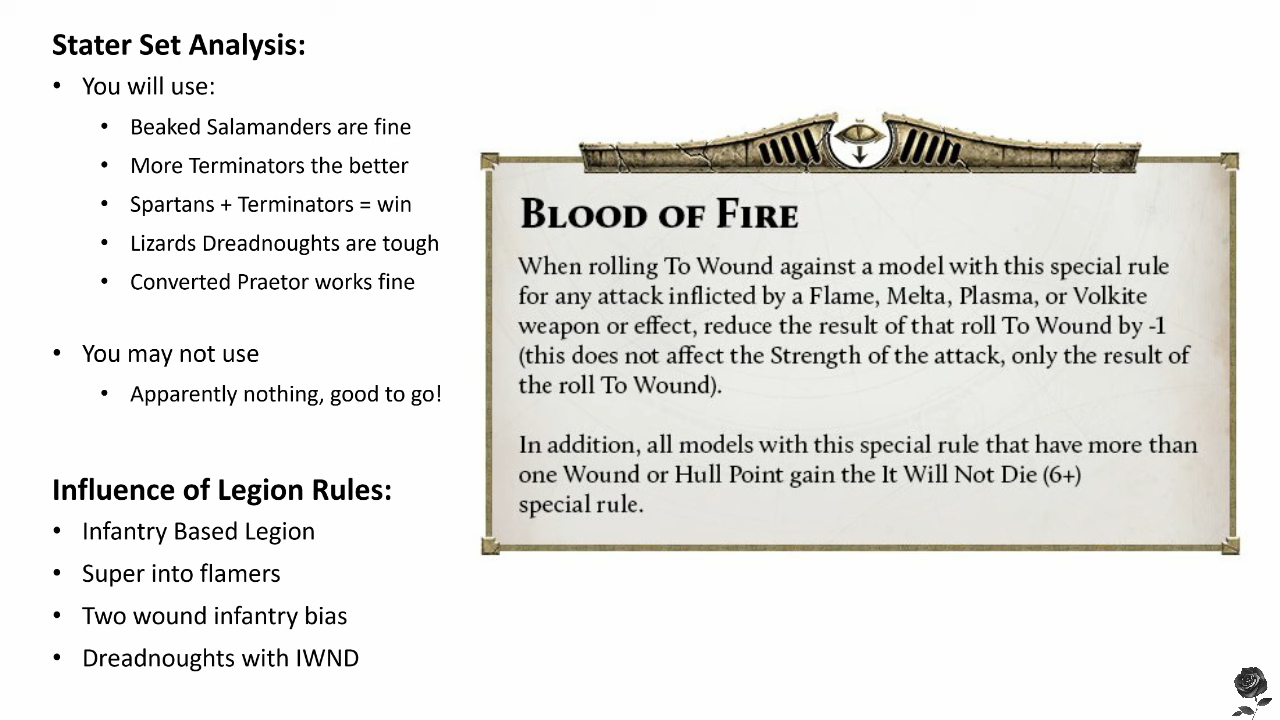 Stater Set Analysis:
• You will use:
• Beaked Salamanders are fine
• More Terminators the better
• Spartans + Terminators = win
• Lizards Dreadnoughts are tough
• Converted Praetor works fine
• You may not use
• Apparently nothing, good to go!
Influence of Legion Rules:
• Infantry Based Legion
• Super into flamers
• Two wound infantry bias
• Dreadnoughts with IWND
Blood of Fire
When rolling To Wound against a model with this special rule
for any attack inflicted by a Flame, Melta, Plasma, or Volkite
weapon or effect, reduce the result of that roll To Wound by -1
(this does not affect the Strength of the attack, only the result of
the roll To Wound).
In addition, all models with this special rule that have more than
one Wound or Hull Point gain the It Will Not Die (6+)
special rule.